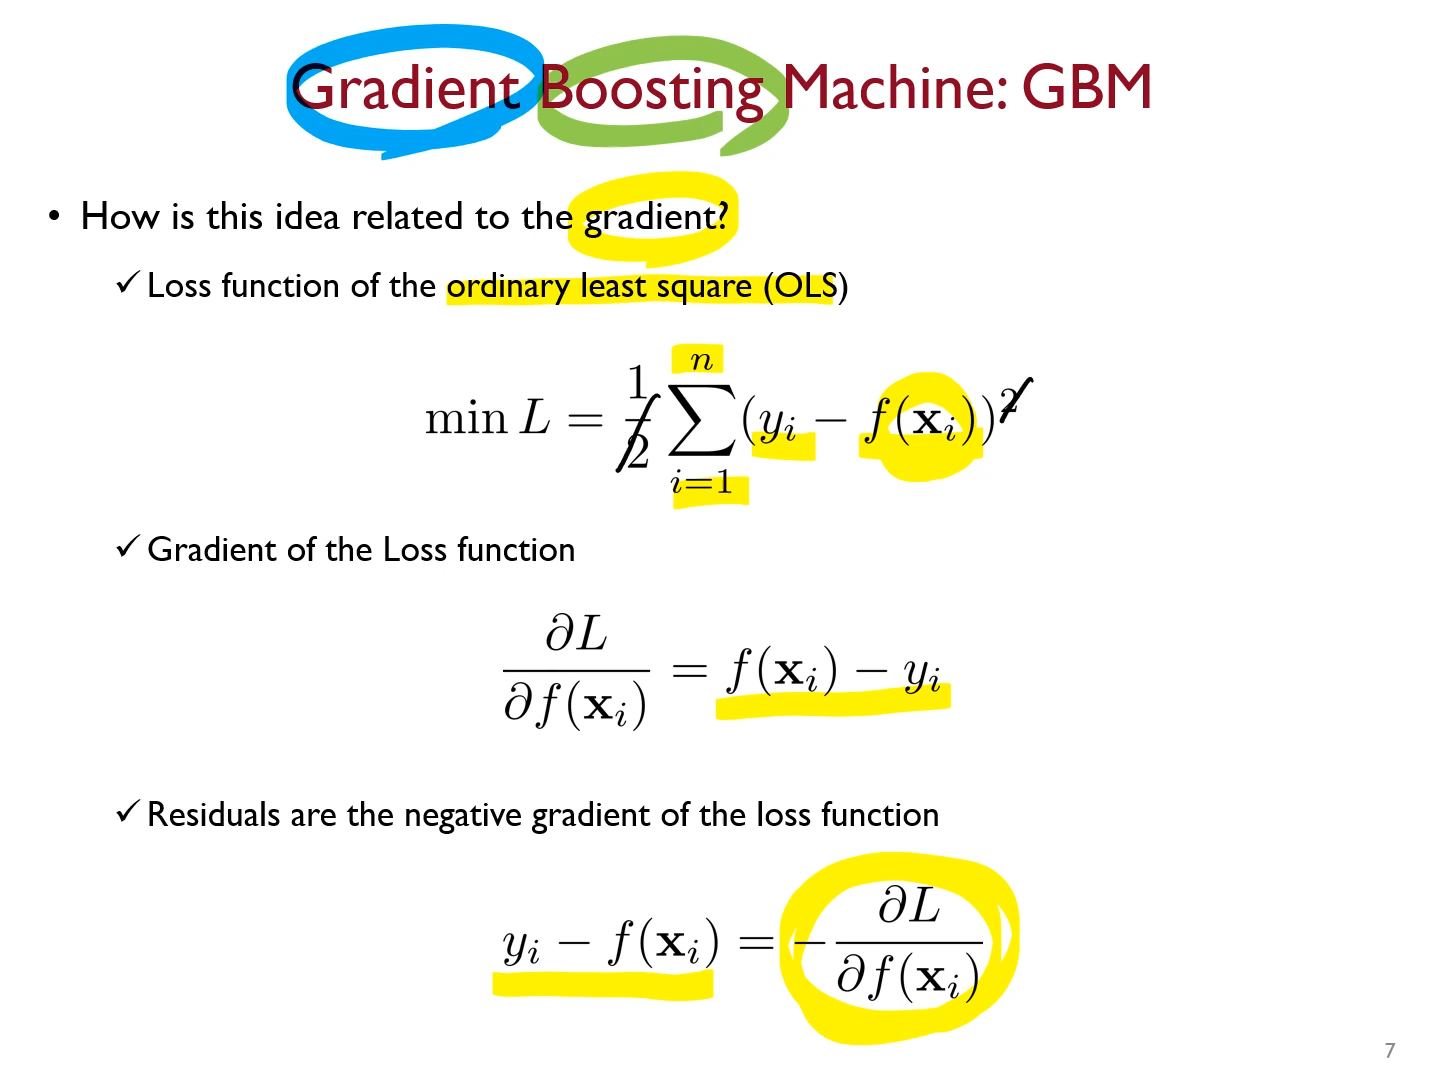 Gradient Boosting Machine: GBM
• How is this idea related to the gradient?
✓ Loss function of the ordinary least square (OLS)
min L = 1/2 ∑_{i=1}^{n} (y_i − f(x_i))^2
✓ Gradient of the Loss function
∂L/∂f(x_i) = f(x_i) − y_i
✓ Residuals are the negative gradient of the loss function
y_i − f(x_i) = −∂L/∂f(x_i)
7